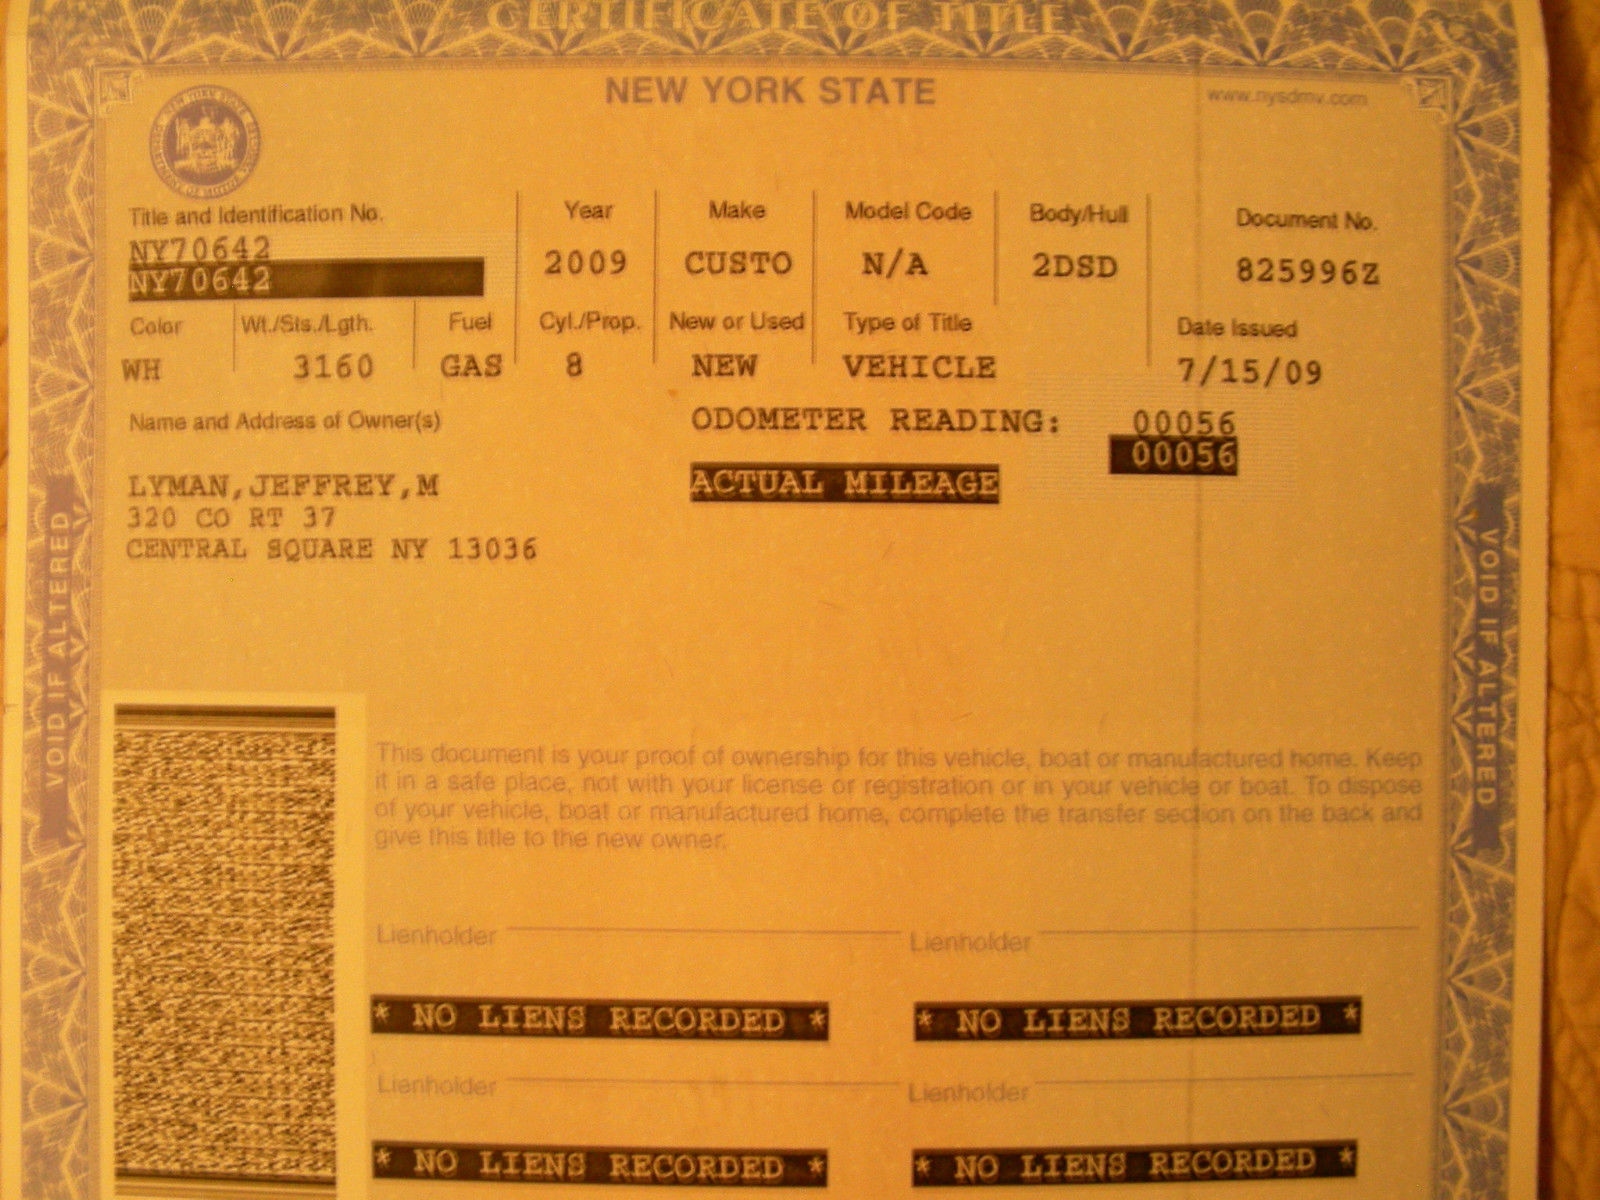 CERTIFICATE OF TITLE
NEW YORK STATE
www.nysdmv.com
Title and Identification No. Year Make Model Code Body/Hull Document No.
NY70642 2009 CUSTO N/A 2DSD 825996Z
NY70642
Color Wt./Sts./Lgth. Fuel Cyl./Prop. New or Used Type of Title Date Issued
WH 3160 GAS 8 NEW VEHICLE 7/15/09
Name and Address of Owner(s) ODOMETER READING: 00056
00056
ACTUAL MILEAGE
LYMAN,JEFFREY,M
320 CO RT 37
CENTRAL SQUARE NY 13036
VOID IF ALTERED
VOID IF ALTERED
This document is your proof of ownership for this vehicle, boat or manufactured home. Keep
it in a safe place, not with your license or registration or in your vehicle or boat. To dispose
of your vehicle, boat or manufactured home, complete the transfer section on the back and
give this title to the new owner.
Lienholder Lienholder
* NO LIENS RECORDED * * NO LIENS RECORDED *
Lienholder Lienholder
* NO LIENS RECORDED * * NO LIENS RECORDED *